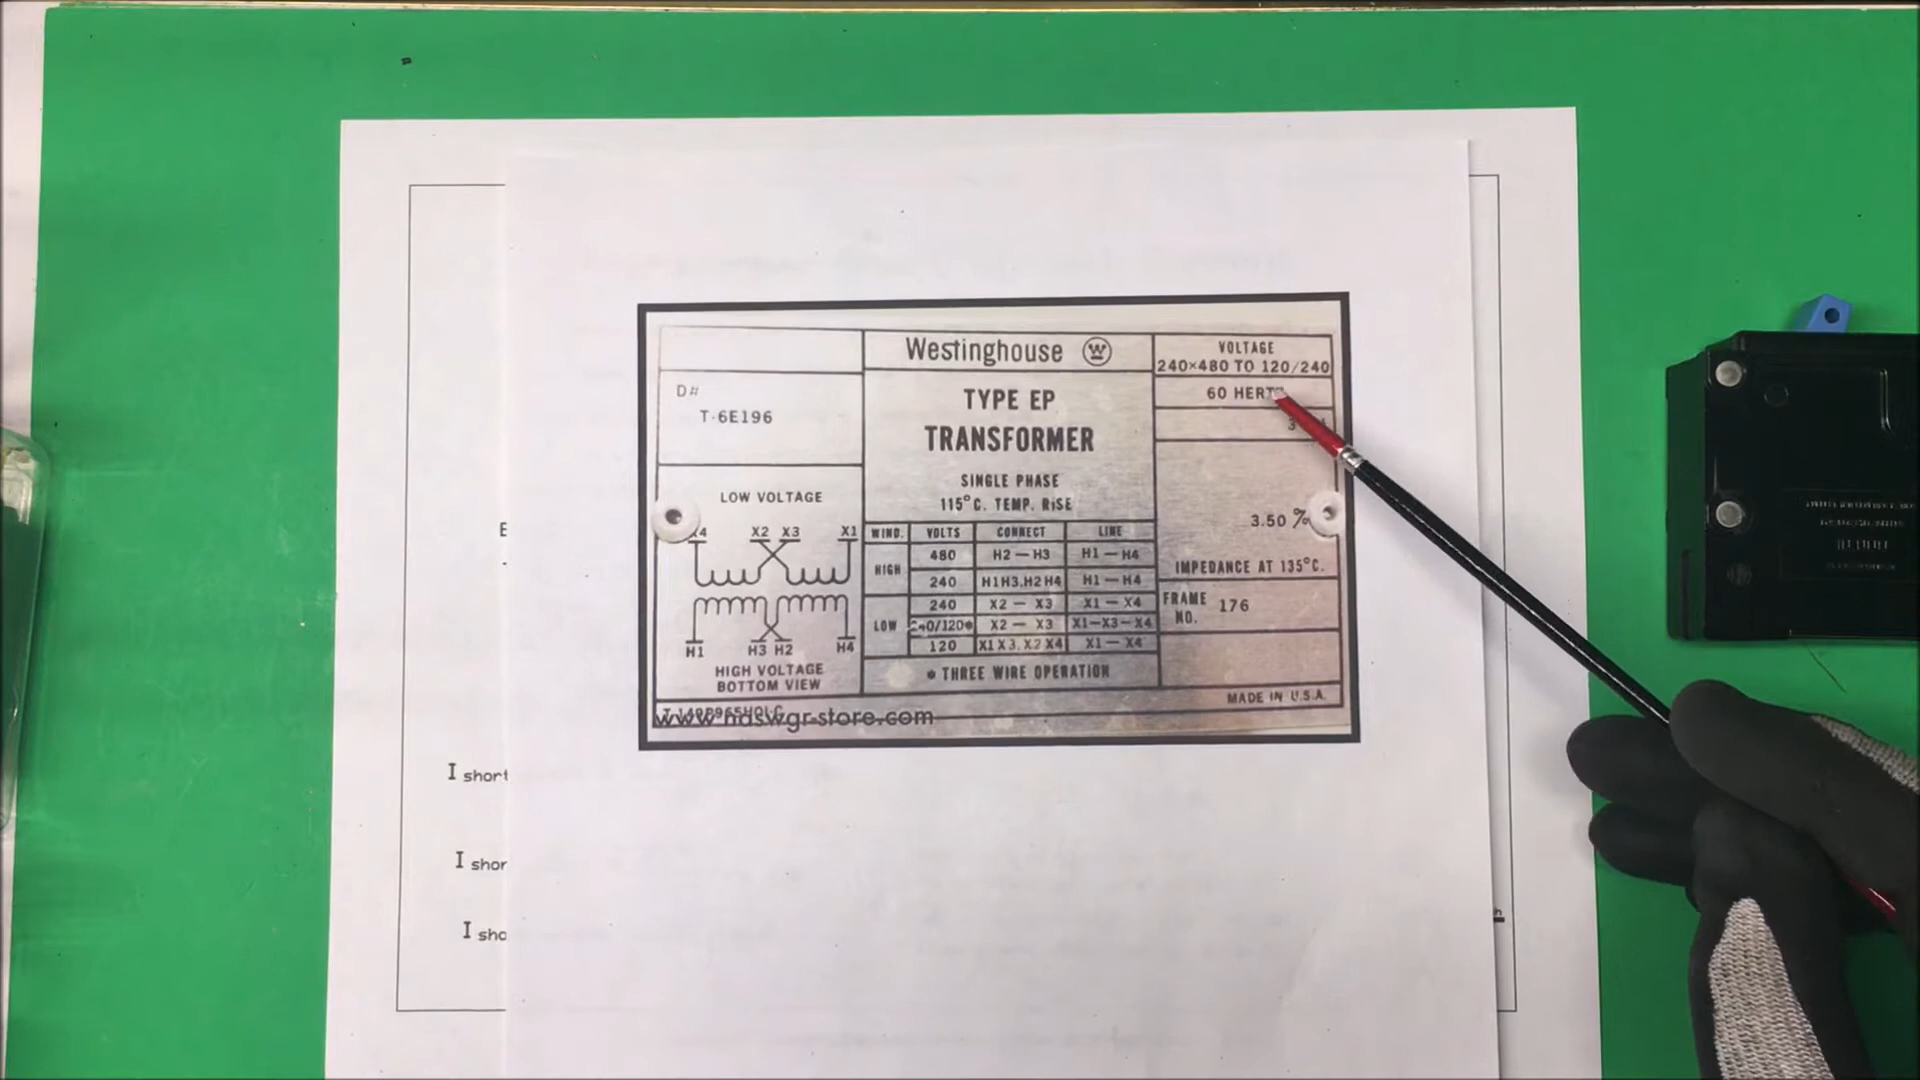 Westinghouse W
VOLTAGE
240×480 TO 120/240
60 HERTZ
D#
T-6E196
TYPE EP
TRANSFORMER
SINGLE PHASE
115°C. TEMP. RISE
LOW VOLTAGE
X4 X2 X3 X1
H1 H3 H2 H4
HIGH VOLTAGE
BOTTOM VIEW
WIND. VOLTS CONNECT LINE
HIGH
480 H2 — H3 H1 — H4
240 H1H3,H2H4 H1 — H4
LOW
240 X2 — X3 X1 — X4
240/120* X2 — X3 X1-X3-X4
120 X1X3,X2X4 X1 — X4
* THREE WIRE OPERATION
3.50 %
IMPEDANCE AT 135°C.
FRAME NO. 176
MADE IN U.S.A.
www.naswgr-store.com
I short
I shor
I sho